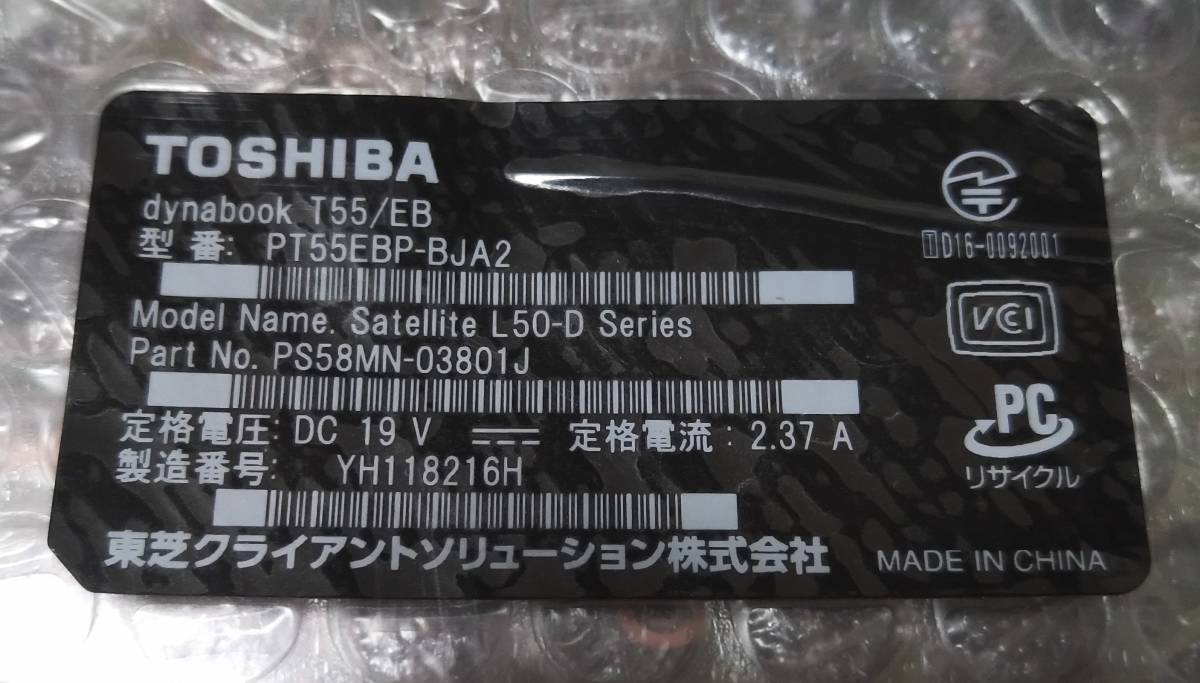 TOSHIBA
dynabook T55/EB
型 番: PT55EBP-BJA2
Model Name. Satellite L50-D Series
Part No. PS58MN-03801J
定格電圧: DC 19 V 定格電流: 2.37 A
製造番号: YH118216H
東芝クライアントソリューション株式会社
MADE IN CHINA
T D16-0092001
VCCI
PC
リサイクル